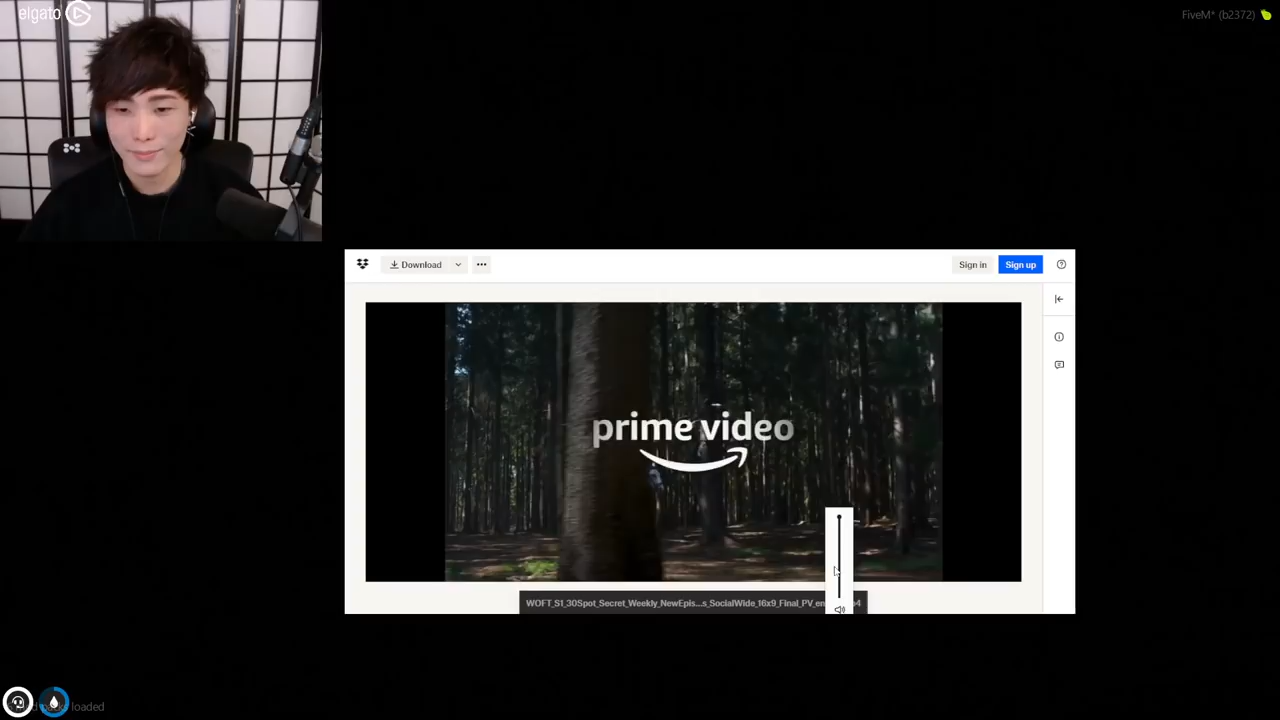 elgato
FiveM* (b2372)
Download
Sign in
Sign up
prime video
WOFT_S1_30Spot_Secret_Weekly_NewEpis...s_SocialWide_16x9_Final_PV_en
loaded